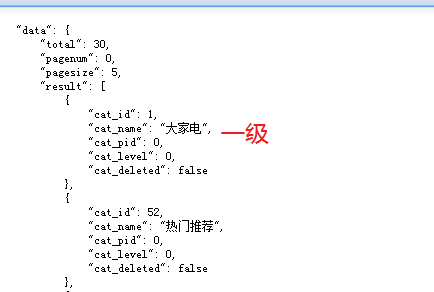 "data": {
"total": 30,
"pagenum": 0,
"pagesize": 5,
"result": [
{
"cat_id": 1,
"cat_name": "大家电", 一级
"cat_pid": 0,
"cat_level": 0,
"cat_deleted": false
},
{
"cat_id": 52,
"cat_name": "热门推荐",
"cat_pid": 0,
"cat_level": 0,
"cat_deleted": false
},